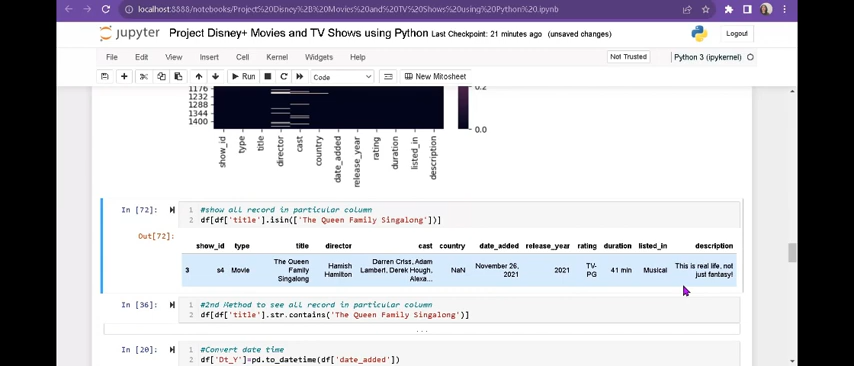 localhost:8888/notebooks/Project%20Disney%2B%20Movies%20and%20TV%20Shows%20using%20Python%20.ipynb
jupyter Project Disney+ Movies and TV Shows using Python Last Checkpoint: 21 minutes ago (unsaved changes) Logout
File Edit View Insert Cell Kernel Widgets Help Not Trusted Python 3 (ipykernel)
Run Code New Mitosheet
1176
1232
1288
1344
1400
0.2
0.0
show_id type title director cast country date_added release_year rating duration listed_in description
In [72]: 1 #show all record in particular column
2 df[df['title'].isin(['The Queen Family Singalong'])]
Out[72]:
show_id type title director cast country date_added release_year rating duration listed_in description
3 s4 Movie The Queen Family Singalong Hamish Hamilton Darren Criss, Adam Lambert, Derek Hough, Alexa... NaN November 26, 2021 2021 TV-PG 41 min Musical This is real life, not just fantasy!
In [36]: 1 #2nd Method to see all record in particular column
2 df[df['title'].str.contains('The Queen Family Singalong')]
...
In [20]: 1 #Convert date time
2 df['Dt_Y']=pd.to_datetime(df['date_added'])